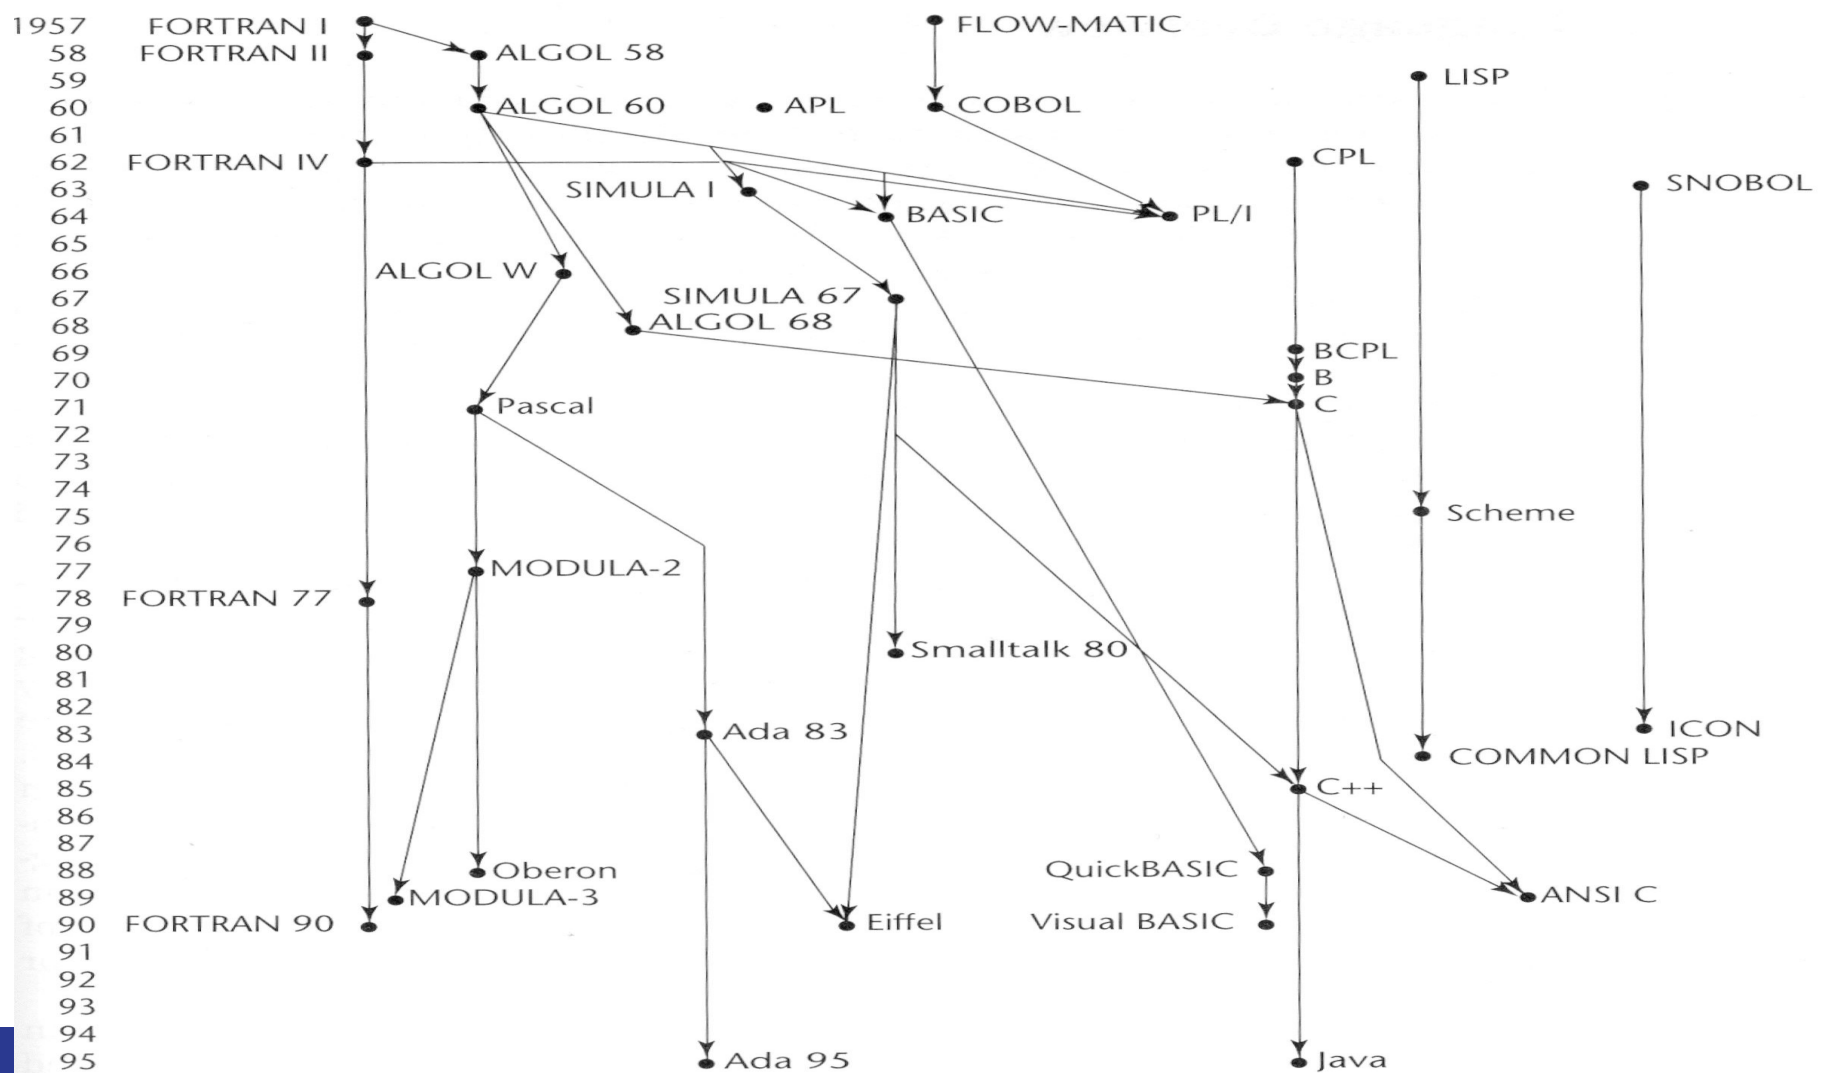 1957 FORTRAN I FLOW-MATIC
58 FORTRAN II ALGOL 58
59 LISP
60 ALGOL 60 APL COBOL
61
62 FORTRAN IV CPL
63 SIMULA I SNOBOL
64 BASIC PL/I
65
66 ALGOL W
67 SIMULA 67
68 ALGOL 68
69 BCPL
70 B
71 Pascal C
72
73
74
75 Scheme
76
77 MODULA-2
78 FORTRAN 77
79
80 Smalltalk 80
81
82
83 Ada 83 ICON
84 COMMON LISP
85 C++
86
87
88 Oberon QuickBASIC
89 MODULA-3 ANSI C
90 FORTRAN 90 Eiffel Visual BASIC
91
92
93
94
95 Ada 95 Java